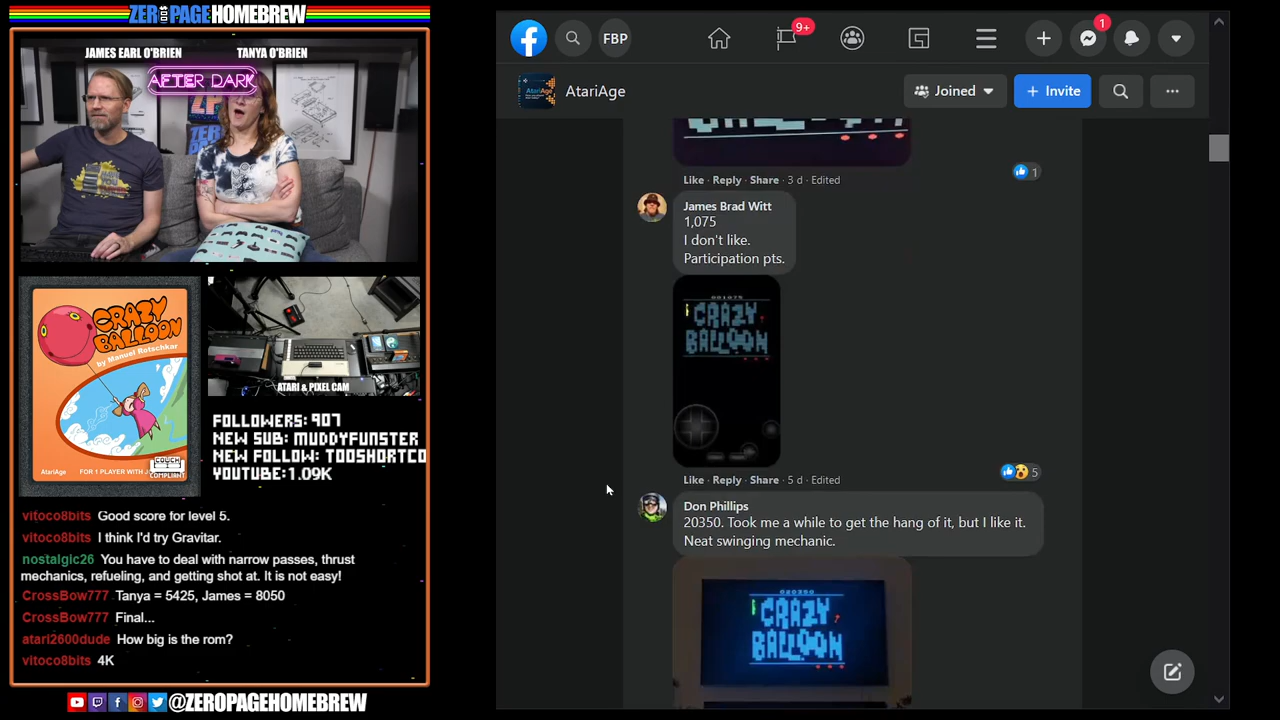 ZEROPAGE HOMEBREW
JAMES EARL O'BRIEN
TANYA O'BRIEN
AFTER DARK
CRAZY
BALLOON
by Manuel Rotschkar
AtariAge
FOR 1 PLAYER WITH
COUCH
COMPLIANT
ATARI & PIXEL CAM
FOLLOWERS: 907
NEW SUB: MUDDYFUNSTER
NEW FOLLOW: TOOSHORTCO
YOUTUBE:1.09K
vitoco8bits Good score for level 5.
vitoco8bits I think I'd try Gravitar.
nostalgic26 You have to deal with narrow passes, thrust
mechanics, refueling, and getting shot at. It is not easy!
CrossBow777 Tanya = 5425, James = 8050
CrossBow777 Final...
atari2600dude How big is the rom?
vitoco8bits 4K
@ZEROPAGEHOMEBREW
FBP
9+
1
AtariAge
Joined
+ Invite
Like · Reply · Share · 3 d · Edited
1
James Brad Witt
1,075
I don't like.
Participation pts.
001075
CRAZY
BALLOON
5
Like · Reply · Share · 5 d · Edited
Don Phillips
20350. Took me a while to get the hang of it, but I like it.
Neat swinging mechanic.
020350
CRAZY
BALLOON